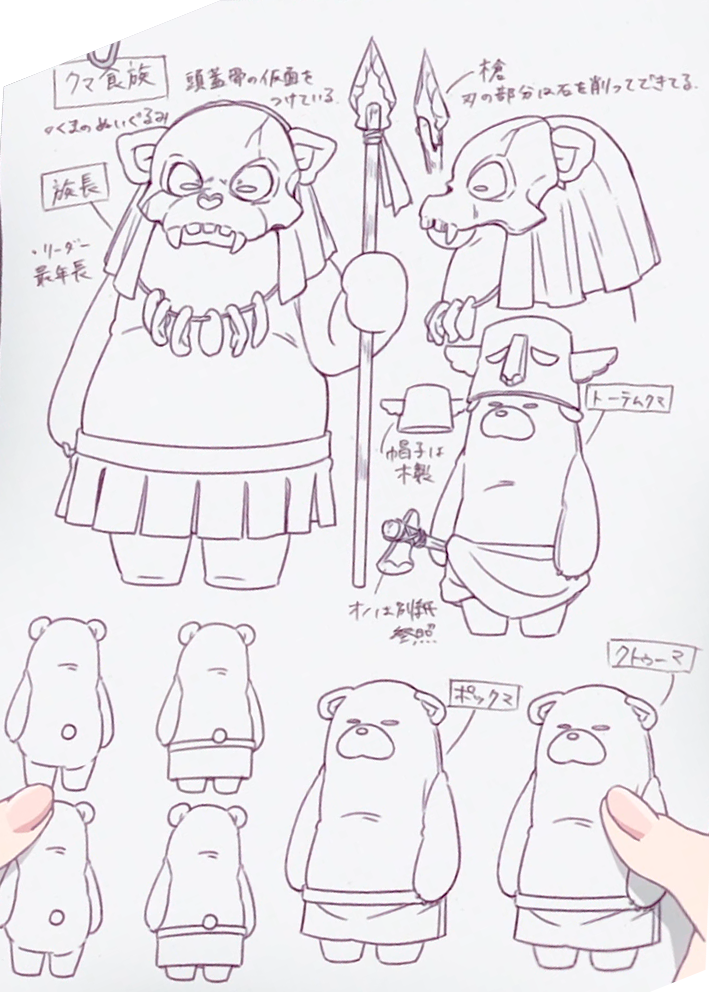 クマ食族
頭蓋骨の仮面を
つけている.
槍
刃の部分は石を削ってできてる.
くまのぬいぐるみ
族長
・リーダー
最年長
トーテムクマ
帽子は
木製
オノは別紙
参照
クトゥーマ
ポックマ